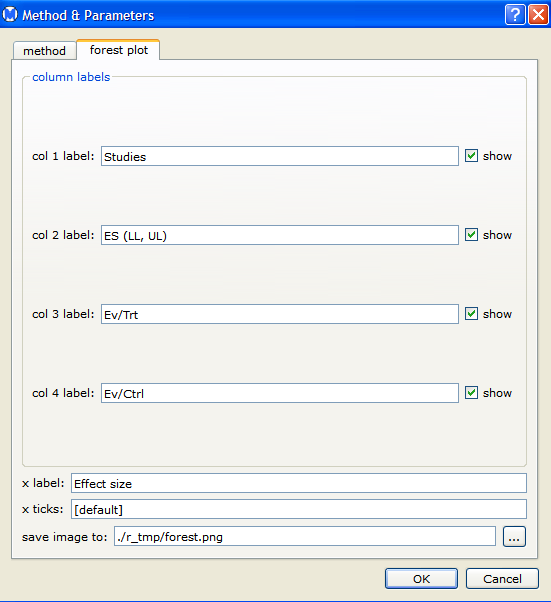 Method & Parameters
method forest plot
column labels
col 1 label: Studies show
col 2 label: ES (LL, UL) show
col 3 label: Ev/Trt show
col 4 label: Ev/Ctrl show
x label: Effect size
x ticks: [default]
save image to: ./r_tmp/forest.png ...
OK Cancel